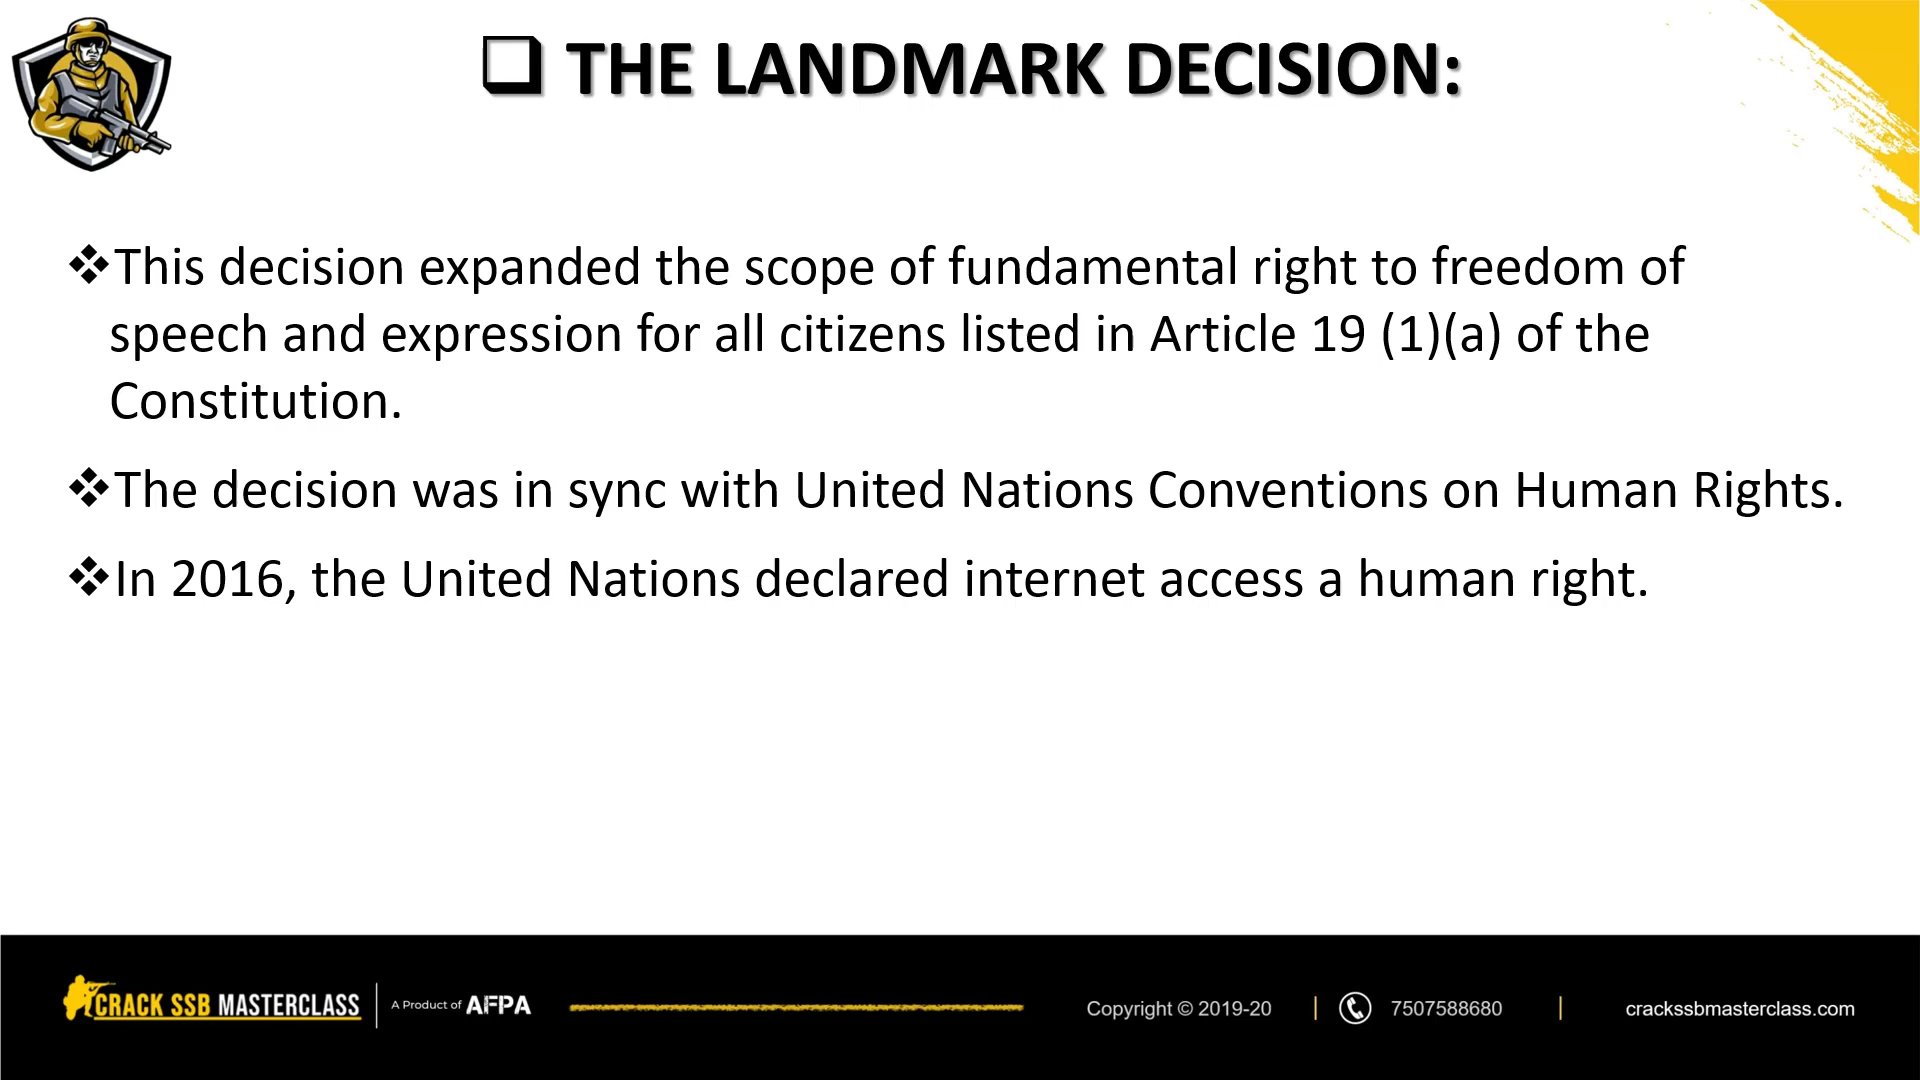 ❑ THE LANDMARK DECISION:
❖This decision expanded the scope of fundamental right to freedom of
speech and expression for all citizens listed in Article 19 (1)(a) of the
Constitution.
❖The decision was in sync with United Nations Conventions on Human Rights.
❖In 2016, the United Nations declared internet access a human right.
CRACK SSB MASTERCLASS | A Product of AFPA Copyright © 2019-20 | 7507588680 | crackssbmasterclass.com